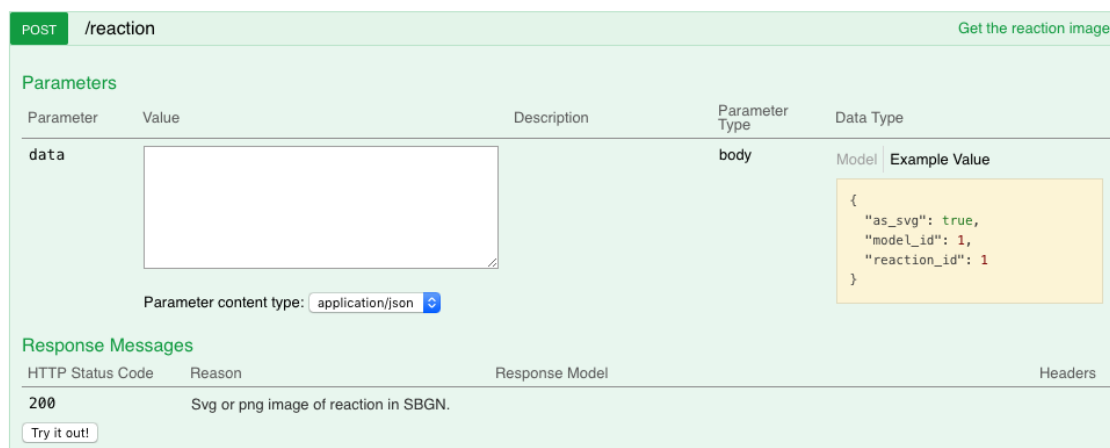 POST /reaction Get the reaction image
Parameters
Parameter Value Description Parameter Type Data Type
data body Model Example Value
{
"as_svg": true,
"model_id": 1,
"reaction_id": 1
}
Parameter content type: application/json
Response Messages
HTTP Status Code Reason Response Model Headers
200 Svg or png image of reaction in SBGN.
Try it out!